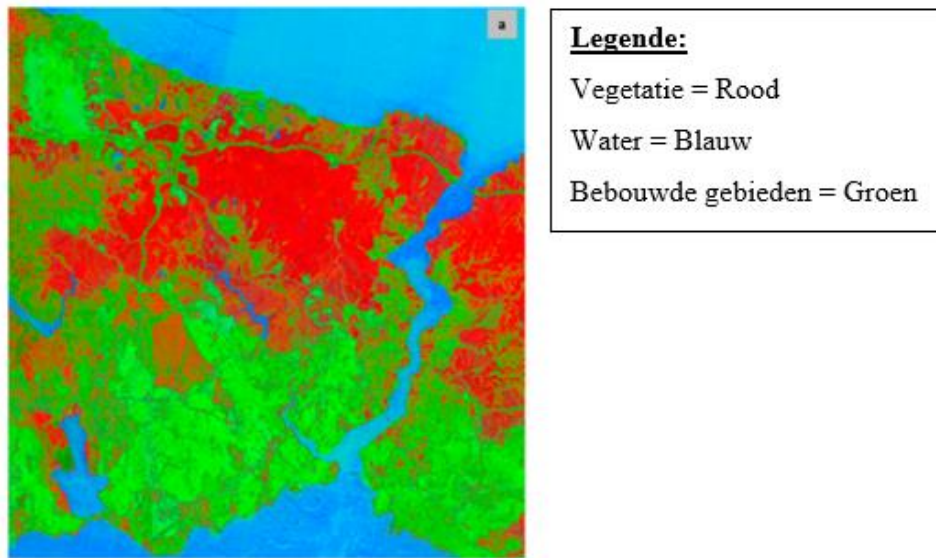 a
Legende:
Vegetatie = Rood
Water = Blauw
Bebouwde gebieden = Groen